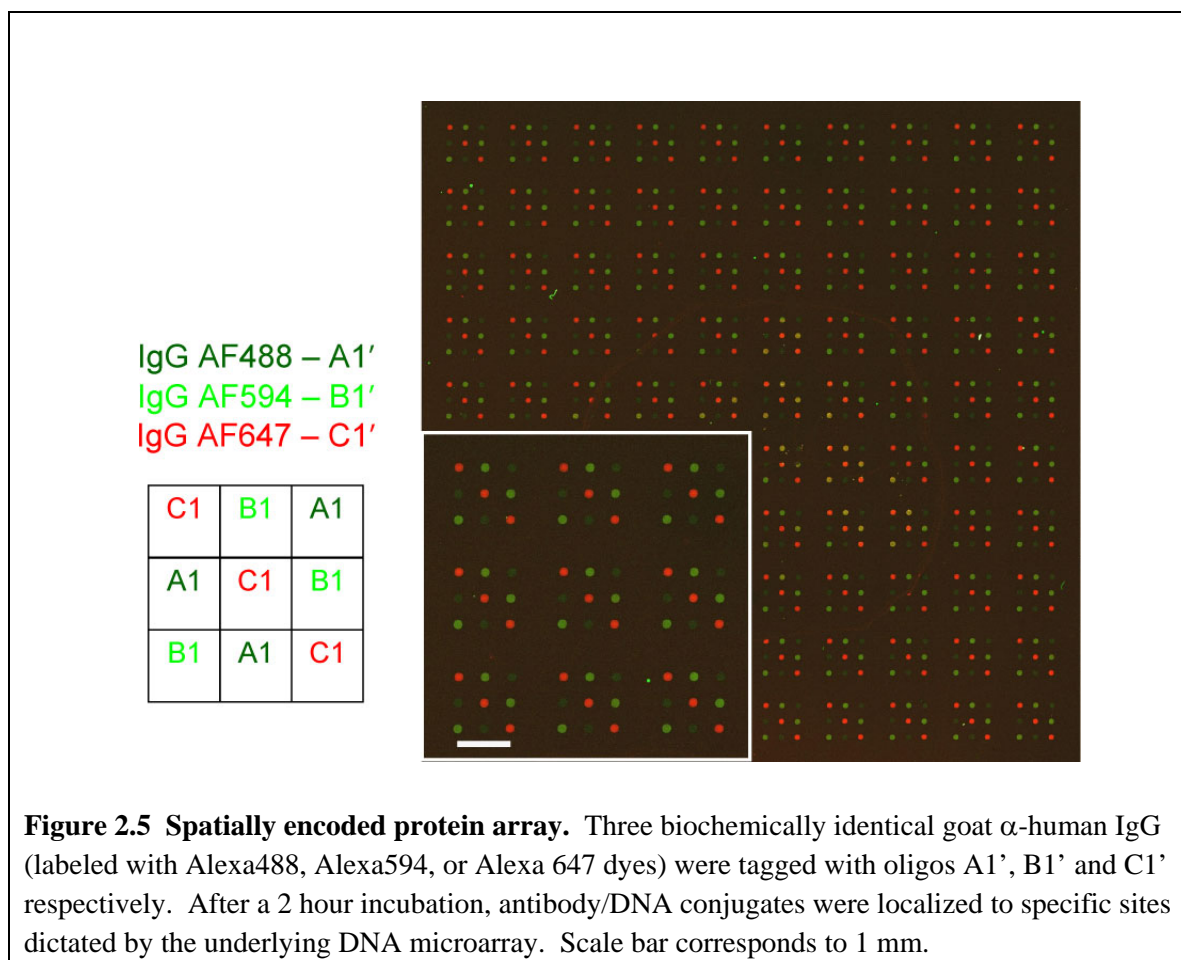 IgG AF488 – A1′
IgG AF594 – B1′
IgG AF647 – C1′
C1 B1 A1
A1 C1 B1
B1 A1 C1
Figure 2.5 Spatially encoded protein array. Three biochemically identical goat α-human IgG
(labeled with Alexa488, Alexa594, or Alexa 647 dyes) were tagged with oligos A1’, B1’ and C1’
respectively. After a 2 hour incubation, antibody/DNA conjugates were localized to specific sites
dictated by the underlying DNA microarray. Scale bar corresponds to 1 mm.